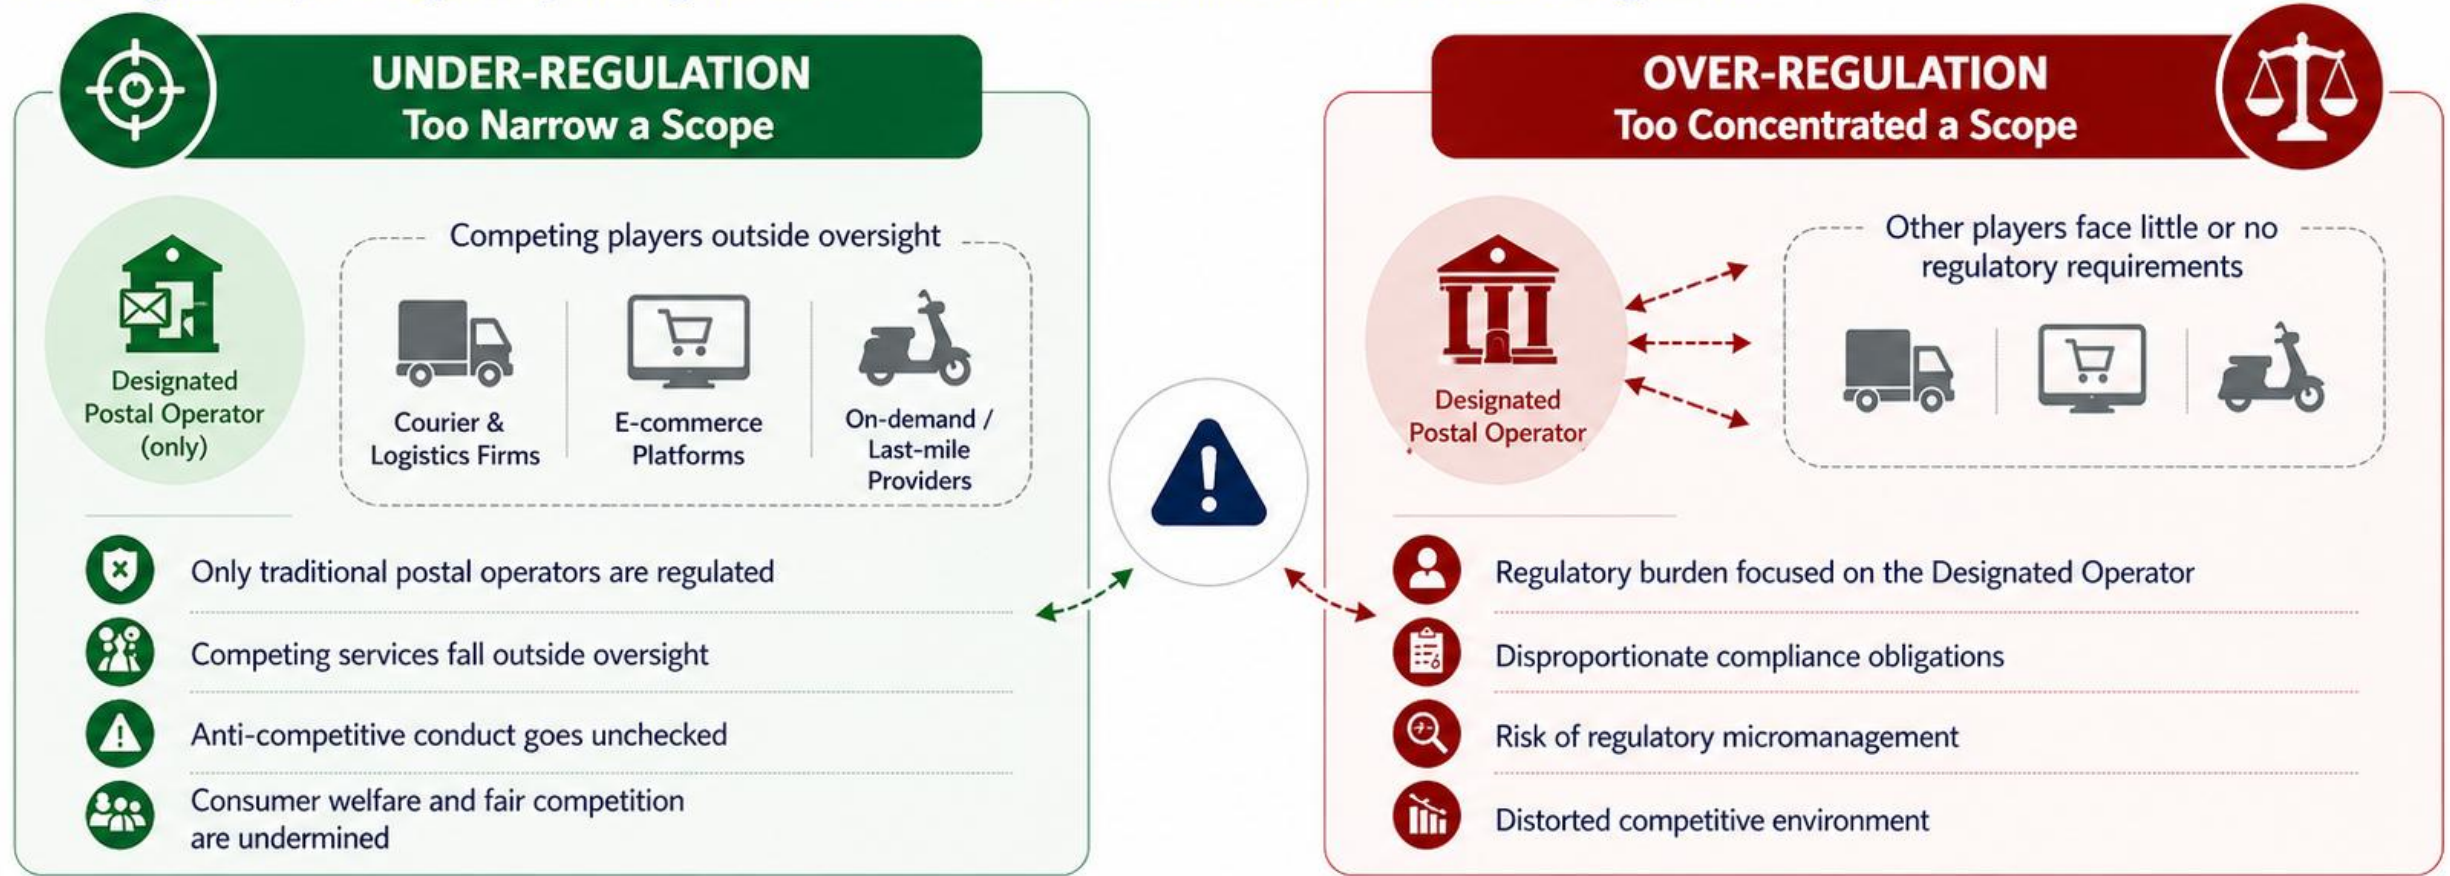 UNDER-REGULATION
Too Narrow a Scope
Designated
Postal Operator
(only)
Competing players outside oversight
Courier &
Logistics Firms
E-commerce
Platforms
On-demand /
Last-mile
Providers
Only traditional postal operators are regulated
Competing services fall outside oversight
Anti-competitive conduct goes unchecked
Consumer welfare and fair competition
are undermined
OVER-REGULATION
Too Concentrated a Scope
Designated
Postal Operator
Other players face little or no
regulatory requirements
Regulatory burden focused on the Designated Operator
Disproportionate compliance obligations
Risk of regulatory micromanagement
Distorted competitive environment